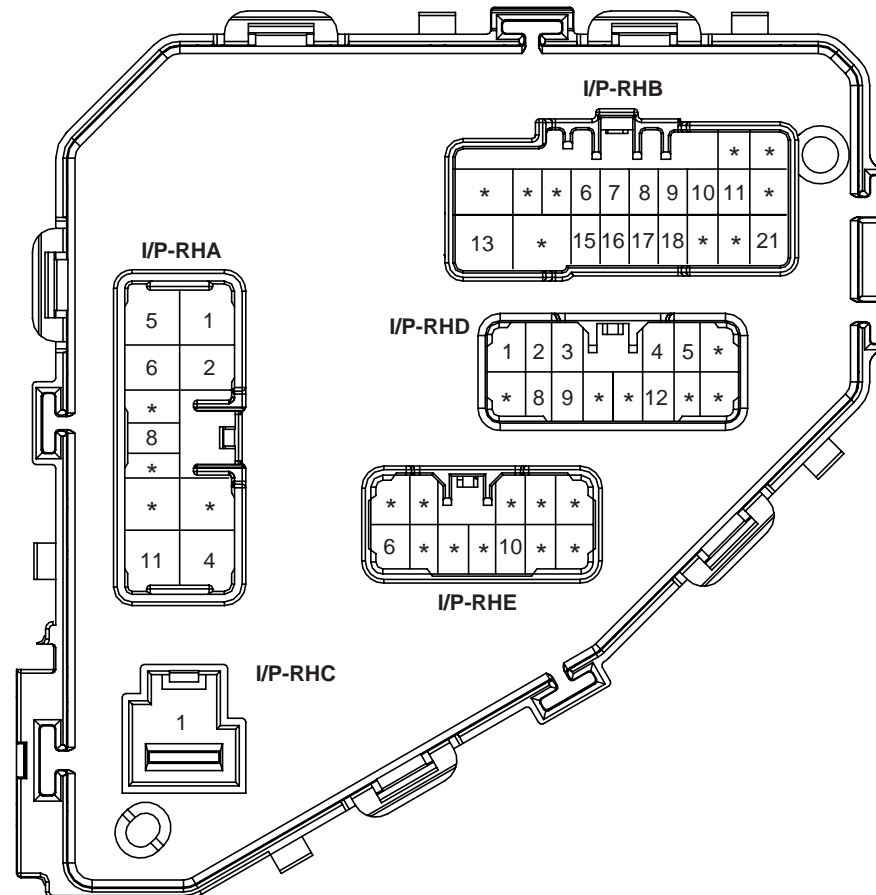 I/P-RHB
* *
* * * 6 7 8 9 10 11 *
13 * 15 16 17 18 * * 21
I/P-RHA
5 1
6 2
*
8
*
* *
11 4
I/P-RHD
1 2 3 4 5 *
* 8 9 * * 12 * *
* * * * *
6 * * * 10 * *
I/P-RHE
I/P-RHC
1